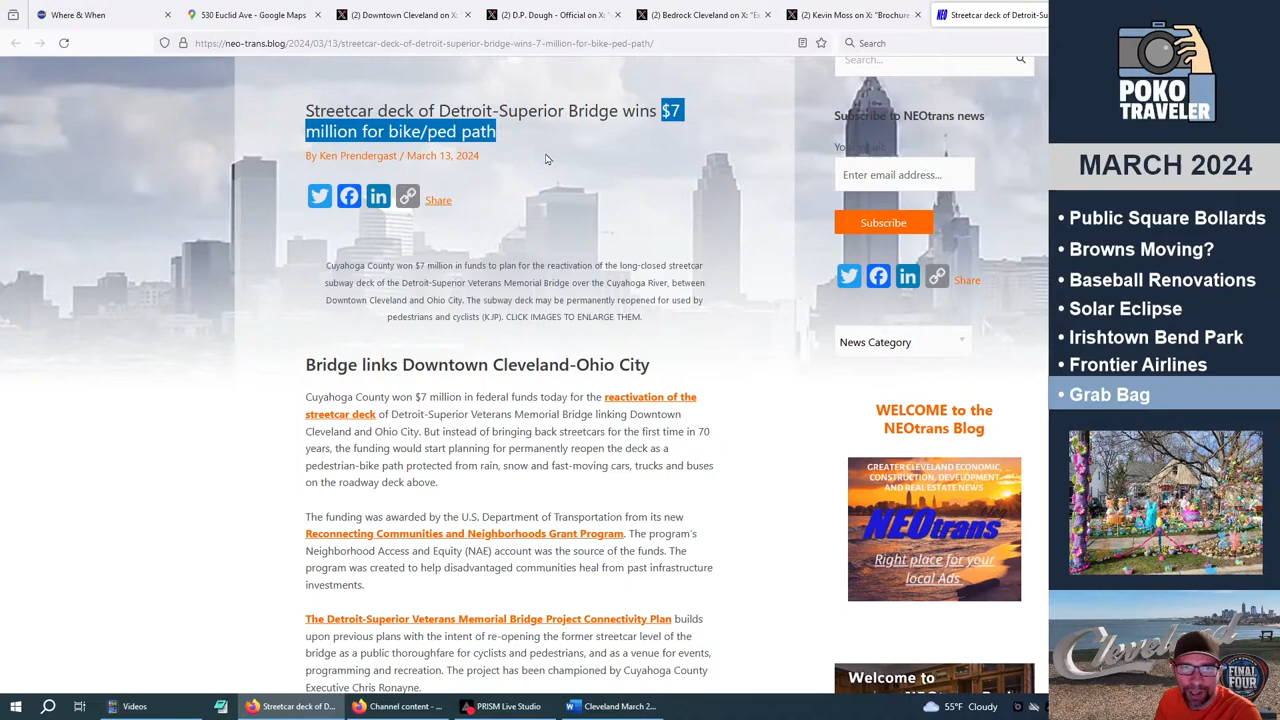 Where & When
530 Euclid Ave - Google Maps
(2) Downtown Cleveland on X:
(2) D.P. Dough - Official on X: "
(2) Bedrock Cleveland on X: "E
(2) Kevin Moss on X: "Brochure
NEO Streetcar deck of Detroit-Su
https://neo-trans.blog/2024/03/13/streetcar-deck-of-detroit-superior-bridge-wins-7-million-for-bike-ped-path/
Search
Streetcar deck of Detroit-Superior Bridge wins $7
million for bike/ped path
By Ken Prendergast / March 13, 2024
Share
Cuyahoga County won $7 million in funds to plan for the reactivation of the long-closed streetcar
subway deck of the Detroit-Superior Veterans Memorial Bridge over the Cuyahoga River, between
Downtown Cleveland and Ohio City. The subway deck may be permanently reopened for used by
pedestrians and cyclists (KJP). CLICK IMAGES TO ENLARGE THEM.
Bridge links Downtown Cleveland-Ohio City
Cuyahoga County won $7 million in federal funds today for the reactivation of the
streetcar deck of Detroit-Superior Veterans Memorial Bridge linking Downtown
Cleveland and Ohio City. But instead of bringing back streetcars for the first time in 70
years, the funding would start planning for permanently reopen the deck as a
pedestrian-bike path protected from rain, snow and fast-moving cars, trucks and buses
on the roadway deck above.
The funding was awarded by the U.S. Department of Transportation from its new
Reconnecting Communities and Neighborhoods Grant Program. The program's
Neighborhood Access and Equity (NAE) account was the source of the funds. The
program was created to help disadvantaged communities heal from past infrastructure
investments.
The Detroit-Superior Veterans Memorial Bridge Project Connectivity Plan builds
upon previous plans with the intent of re-opening the former streetcar level of the
bridge as a public thoroughfare for cyclists and pedestrians, and as a venue for events,
programming and recreation. The project has been championed by Cuyahoga County
Executive Chris Ronayne.
Search...
Subscribe to NEOtrans news
Your email:
Enter email address...
Subscribe
Share
News Category
WELCOME to the
NEOtrans Blog
GREATER CLEVELAND ECONOMIC,
CONSTRUCTION, DEVELOPMENT
AND REAL ESTATE NEWS
NEOtrans
Right place for your
local Ads
Welcome to
POKO
TRAVELER
MARCH 2024
• Public Square Bollards
• Browns Moving?
• Baseball Renovations
• Solar Eclipse
• Irishtown Bend Park
• Frontier Airlines
• Grab Bag
Cleveland
FINAL
FOUR
Videos
Streetcar deck of D...
Channel content - ...
PRISM Live Studio
Cleveland March 2...
55°F Cloudy